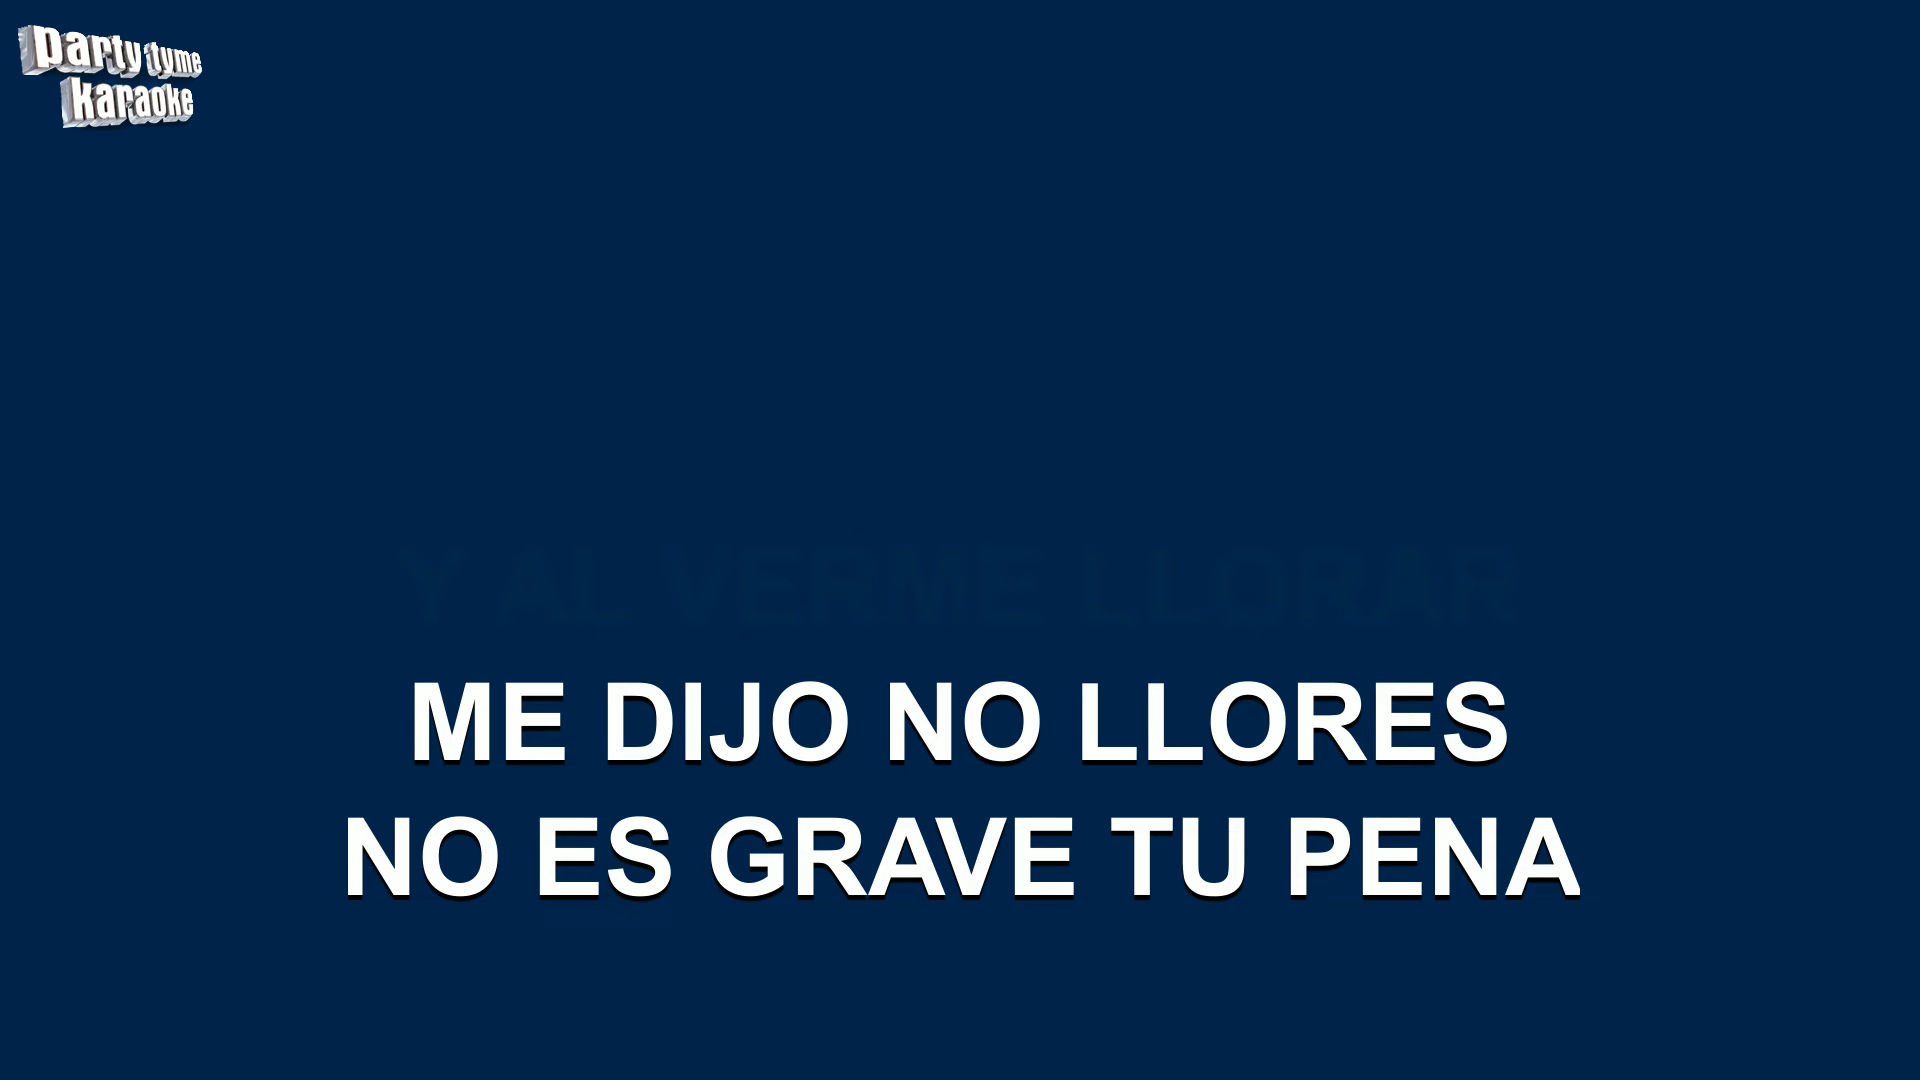 party tyme
karaoke
Y AL VERME LLORAR
ME DIJO NO LLORES
NO ES GRAVE TU PENA